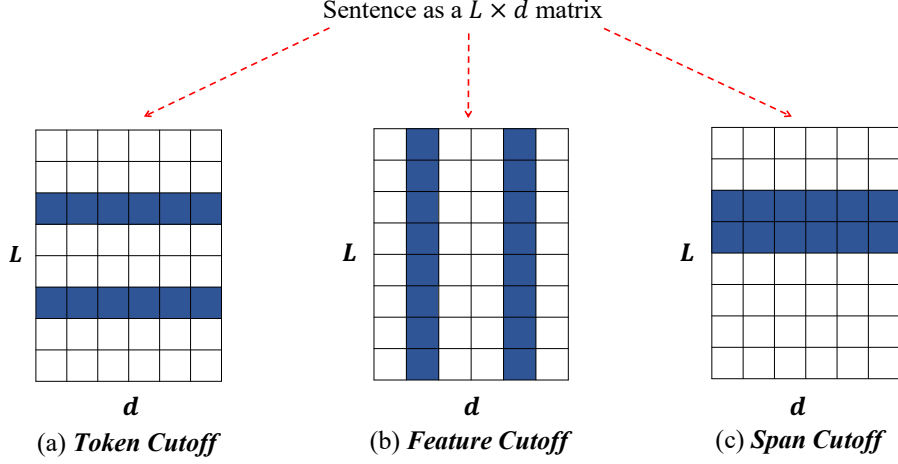 Sentence as a L × d matrix
L
L
L
d
d
d
(a) Token Cutoff
(b) Feature Cutoff
(c) Span Cutoff